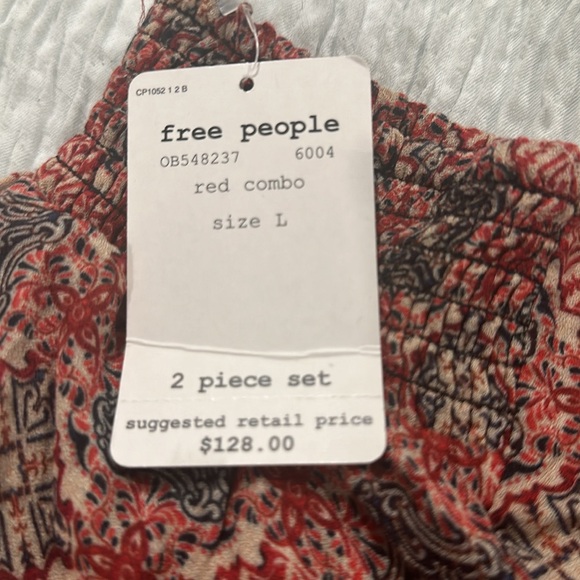 CP1052 1 2 B
free people
OB548237 6004
red combo
size L
2 piece set
suggested retail price
$128.00